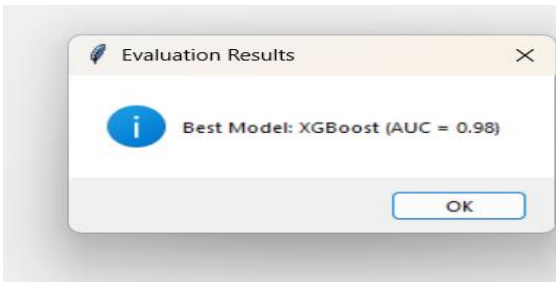 Evaluation Results
Best Model: XGBoost (AUC = 0.98)
OK